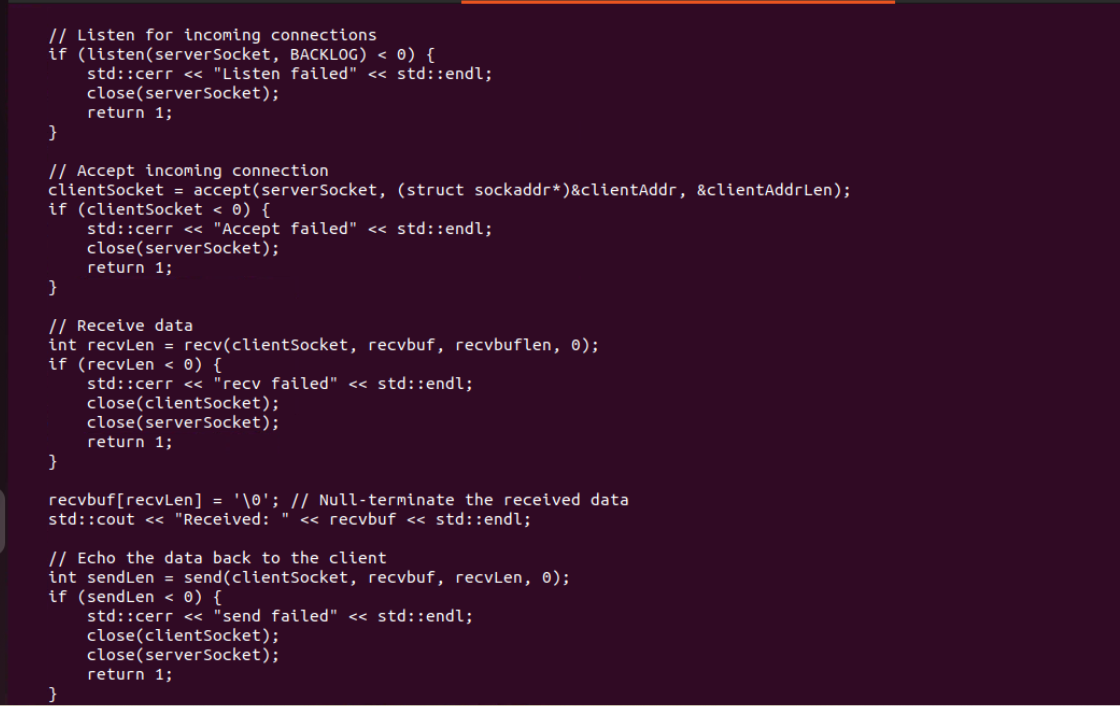 // Listen for incoming connections
if (listen(serverSocket, BACKLOG) < 0) {
    std::cerr << "Listen failed" << std::endl;
    close(serverSocket);
    return 1;
}

// Accept incoming connection
clientSocket = accept(serverSocket, (struct sockaddr*)&clientAddr, &clientAddrLen);
if (clientSocket < 0) {
    std::cerr << "Accept failed" << std::endl;
    close(serverSocket);
    return 1;
}

// Receive data
int recvLen = recv(clientSocket, recvbuf, recvbuflen, 0);
if (recvLen < 0) {
    std::cerr << "recv failed" << std::endl;
    close(clientSocket);
    close(serverSocket);
    return 1;
}

recvbuf[recvLen] = '\0'; // Null-terminate the received data
std::cout << "Received: " << recvbuf << std::endl;

// Echo the data back to the client
int sendLen = send(clientSocket, recvbuf, recvLen, 0);
if (sendLen < 0) {
    std::cerr << "send failed" << std::endl;
    close(clientSocket);
    close(serverSocket);
    return 1;
}